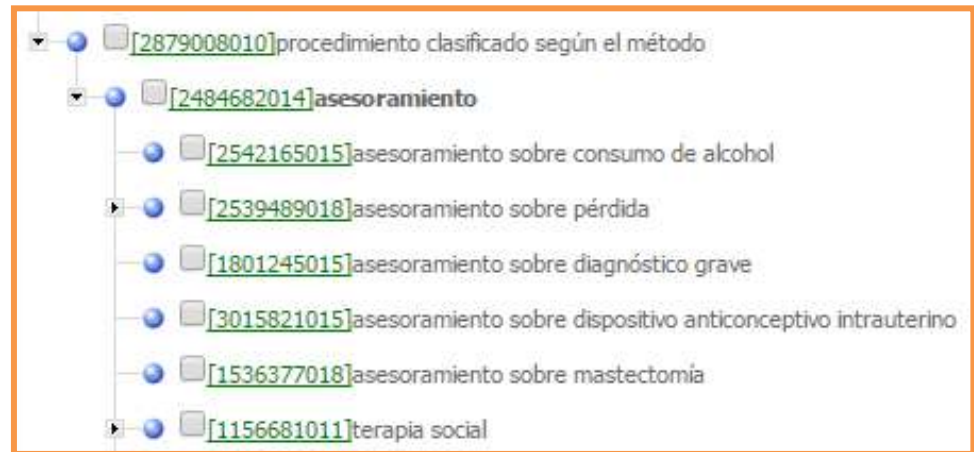 [2879008010]procedimiento clasificado según el método
[2484682014]asesoramiento
[2542165015]asesoramiento sobre consumo de alcohol
[2539489018]asesoramiento sobre pérdida
[1801245015]asesoramiento sobre diagnóstico grave
[3015821015]asesoramiento sobre dispositivo anticonceptivo intrauterino
[1536377018]asesoramiento sobre mastectomía
[1156681011]terapia social